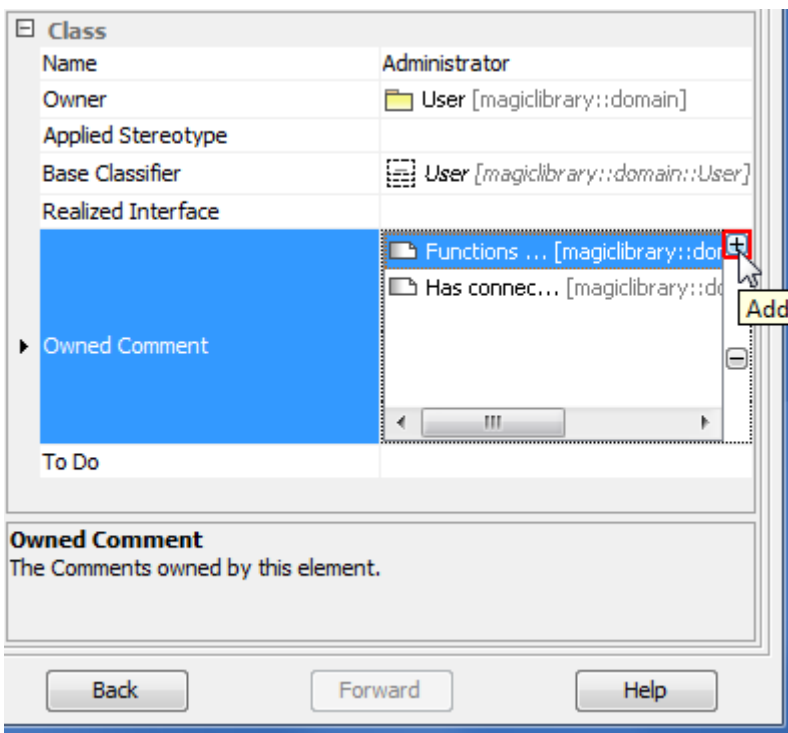 Class
Name Administrator
Owner User [magiclibrary::domain]
Applied Stereotype
Base Classifier User [magiclibrary::domain::User]
Realized Interface
Functions ... [magiclibrary::dor
Has connec... [magiclibrary::do
Add
Owned Comment
To Do
Owned Comment
The Comments owned by this element.
Back Forward Help